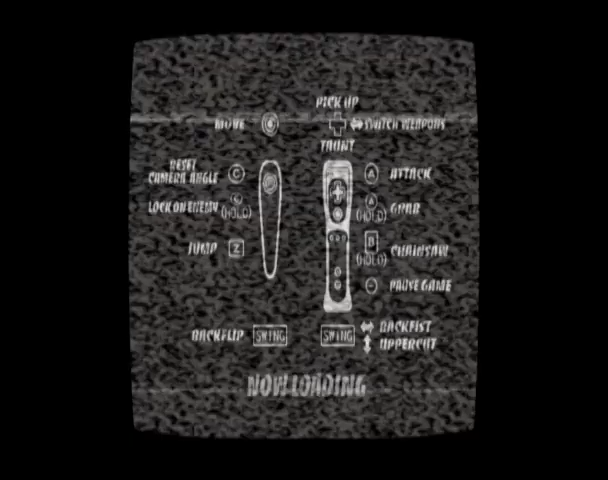 PICK UP
MOVE
SWITCH WEAPONS
TAUNT
RESET
CAMERA ANGLE
C
A
ATTACK
LOCK ON ENEMY
C
(HOLD)
A
(HOLD)
GRAB
JUMP
Z
B
(HOLD)
CHAINSAW
PAUSE GAME
BACKFLIP
SWING
SWING
BACKFIST
UPPERCUT
NOW LOADING